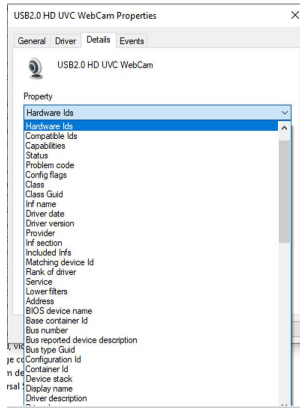 USB2.0 HD UVC WebCam Properties
General Driver Details Events
USB2.0 HD UVC WebCam
Property
Hardware Ids
Hardware Ids
Compatible Ids
Capabilities
Status
Problem code
Config flags
Class
Class Guid
Inf name
Driver date
Driver version
Provider
Inf section
Included Infs
Matching device Id
Rank of driver
Service
Lower filters
Address
BIOS device name
Base container Id
Bus number
Bus reported device description
Bus type Guid
Configuration Id
Container Id
Device stack
Display name
Driver description